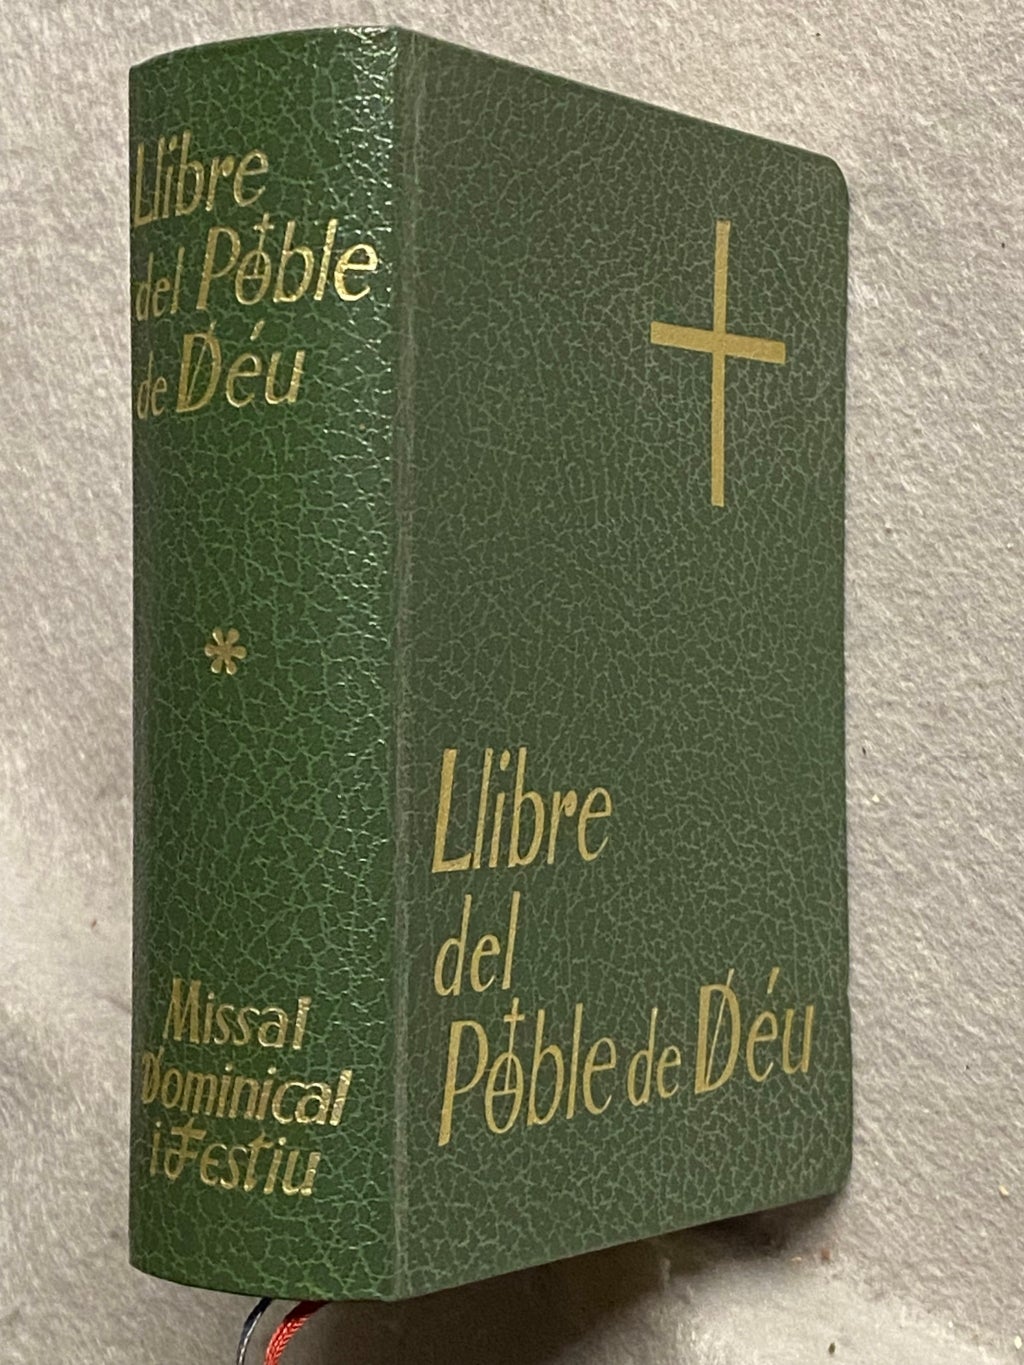 Llibre
del Poble
de Déu
*
Missal
Dominical
i Festiu
Llibre
del
Poble de Déu